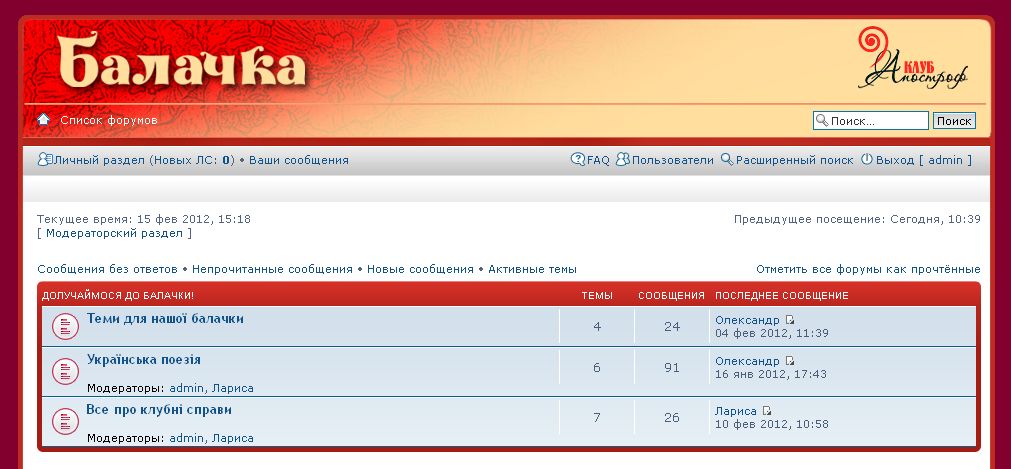 Балачка
КЛУБ
Апостроф
Список форумов
Поиск...
Поиск
Личный раздел (Новых ЛС: 0) • Ваши сообщения
FAQ Пользователи Расширенный поиск Выход [ admin ]
Текущее время: 15 фев 2012, 15:18
Предыдущее посещение: Сегодня, 10:39
[ Модераторский раздел ]
Сообщения без ответов • Непрочитанные сообщения • Новые сообщения • Активные темы
Отметить все форумы как прочтённые
ДОЛУЧАЙМОСЯ ДО БАЛАЧКИ! ТЕМЫ СООБЩЕНИЯ ПОСЛЕДНЕЕ СООБЩЕНИЕ
Теми для нашої балачки
4 24
Олександр
04 фев 2012, 11:39
Українська поезія
Модераторы: admin, Лариса
6 91
Олександр
16 янв 2012, 17:43
Все про клубні справи
Модераторы: admin, Лариса
7 26
Лариса
10 фев 2012, 10:58